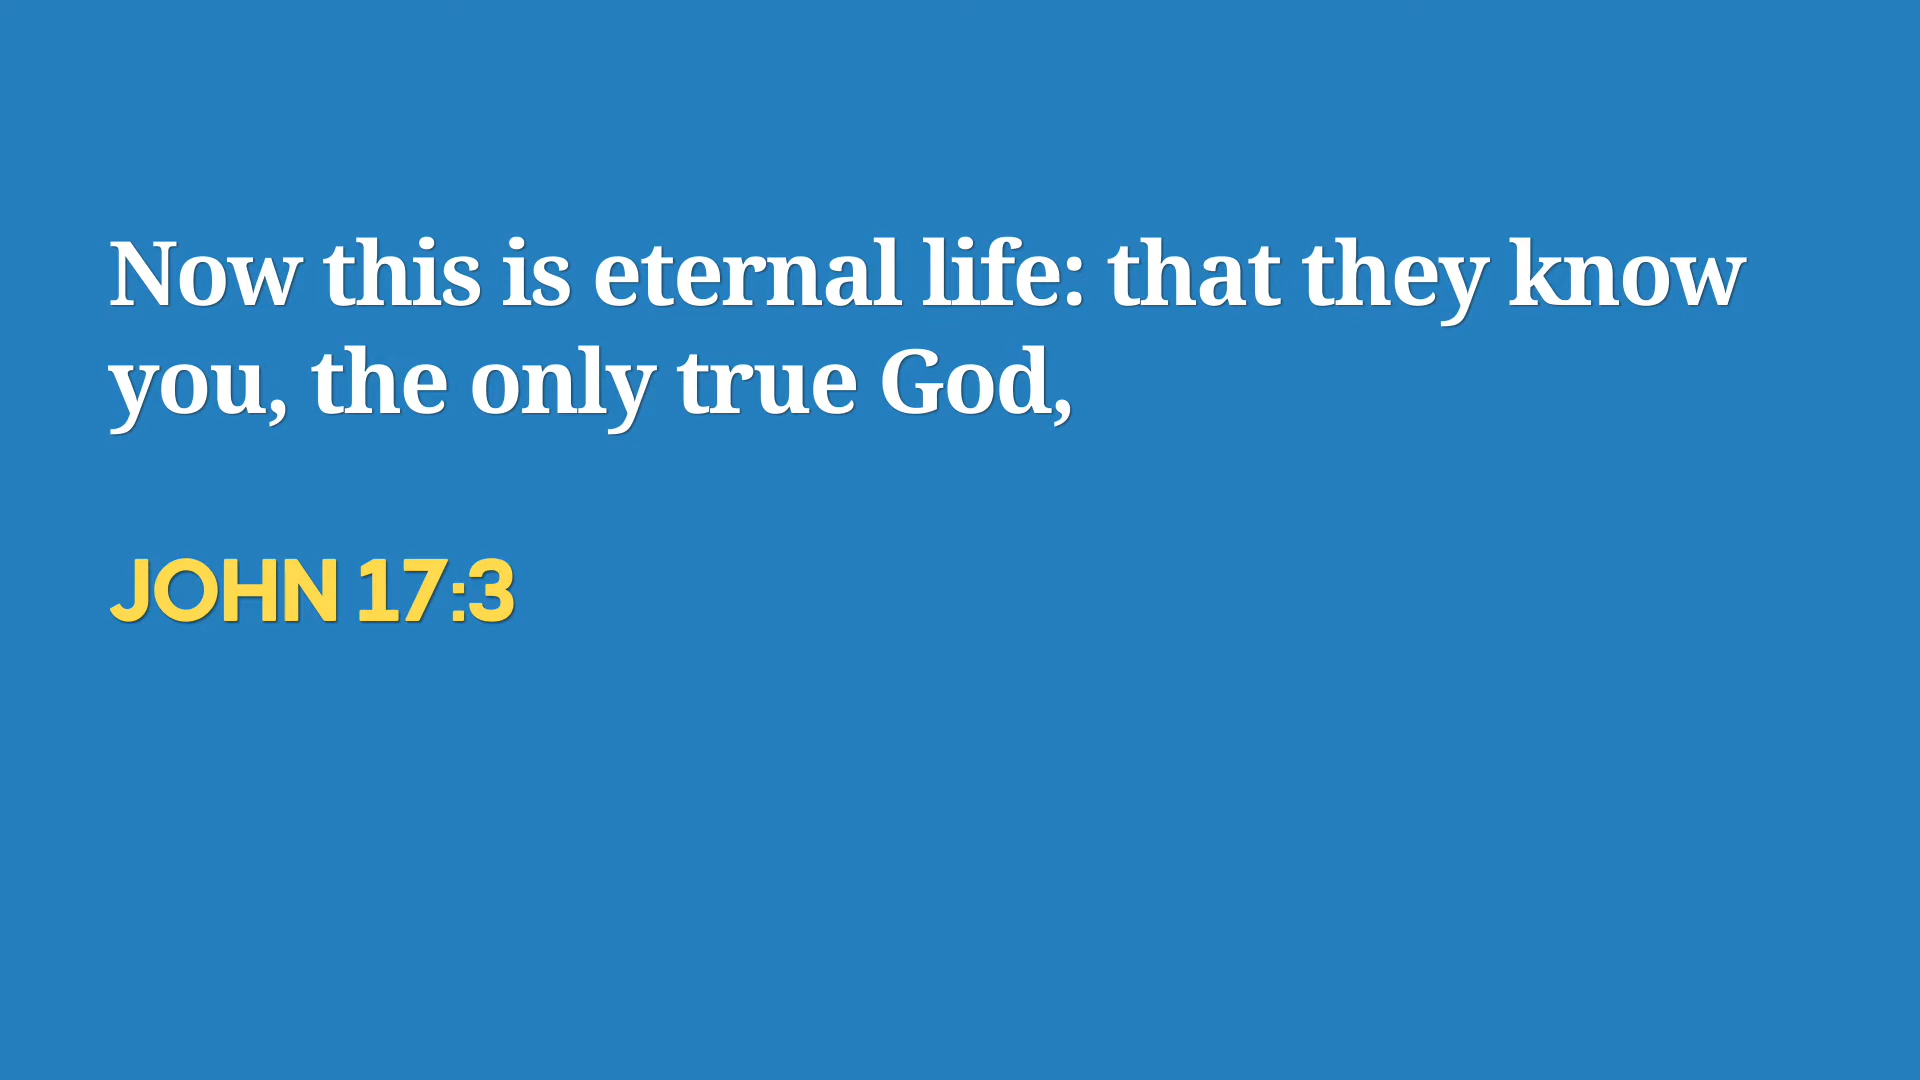 Now this is eternal life: that they know
you, the only true God,
JOHN 17:3